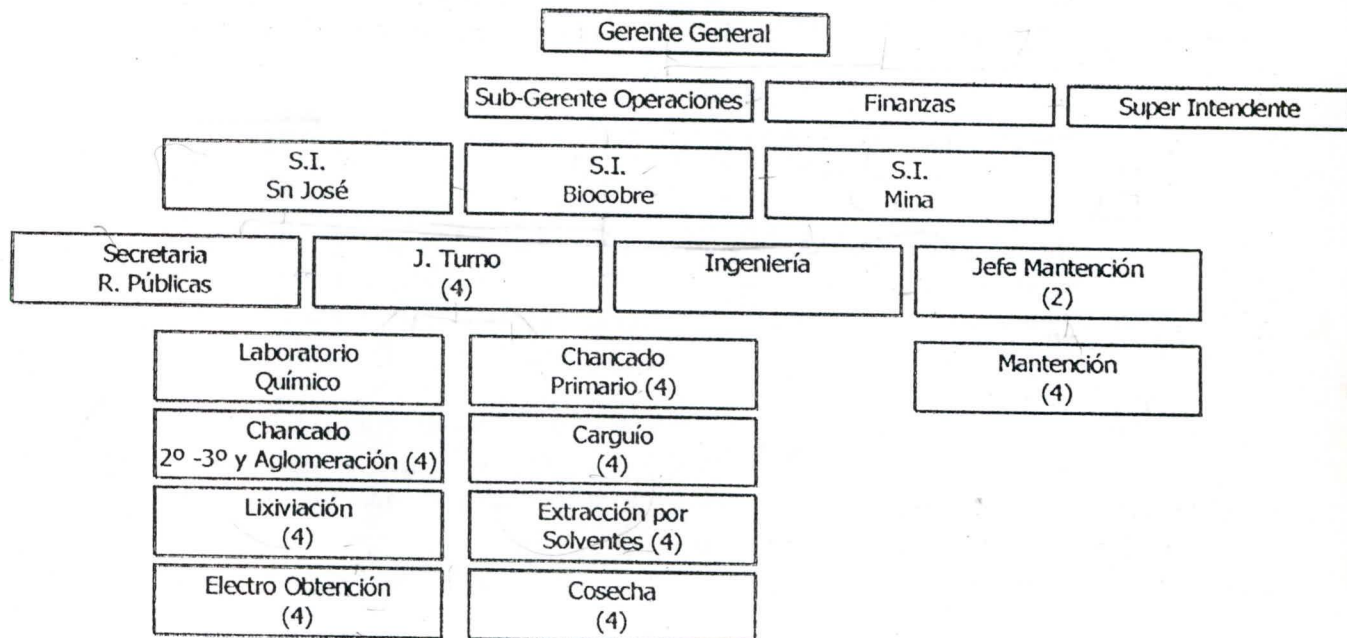 Gerente General
Sub-Gerente Operaciones
Finanzas
Super Intendente
S.I.
Sn José
S.I.
Biocobre
S.I.
Mina
Secretaria
R. Públicas
J. Turno
(4)
Ingeniería
Jefe Mantención
(2)
Laboratorio
Químico
Chancado
Primario (4)
Mantención
(4)
Chancado
2º -3º y Aglomeración (4)
Carguío
(4)
Lixiviación
(4)
Extracción por
Solventes (4)
Electro Obtención
(4)
Cosecha
(4)